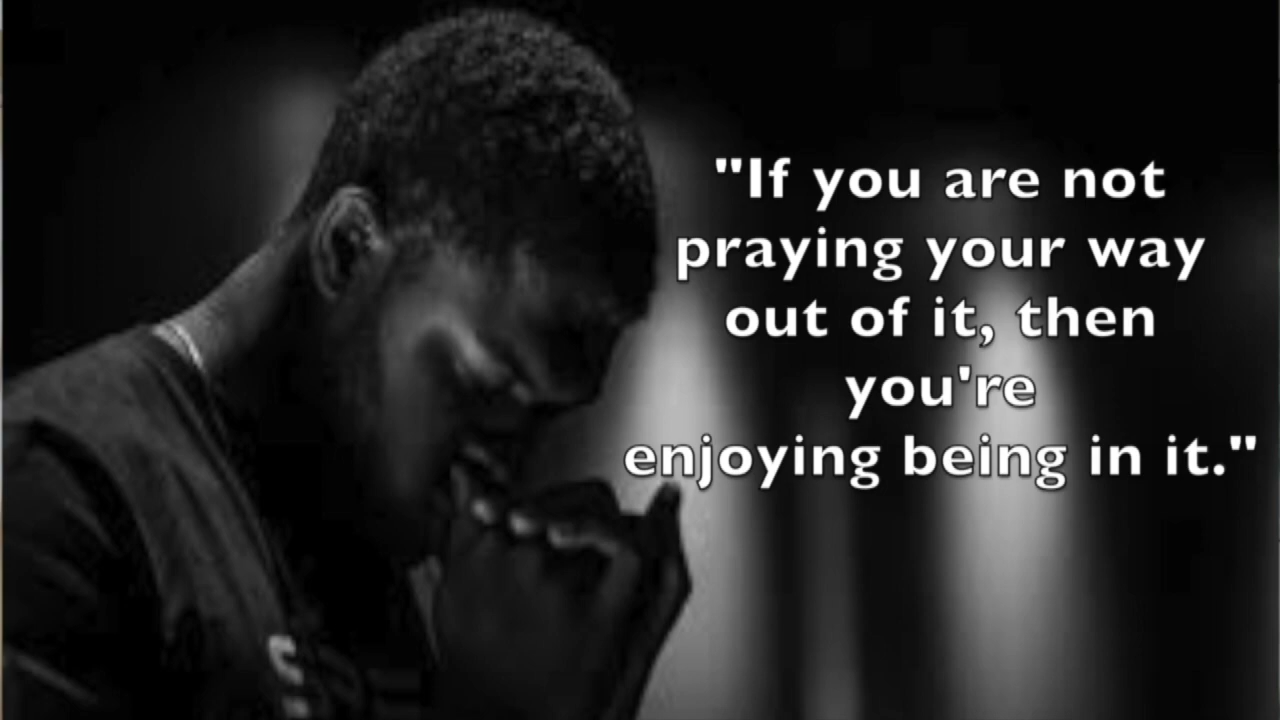 "If you are not
praying your way
out of it, then
you're
enjoying being in it."